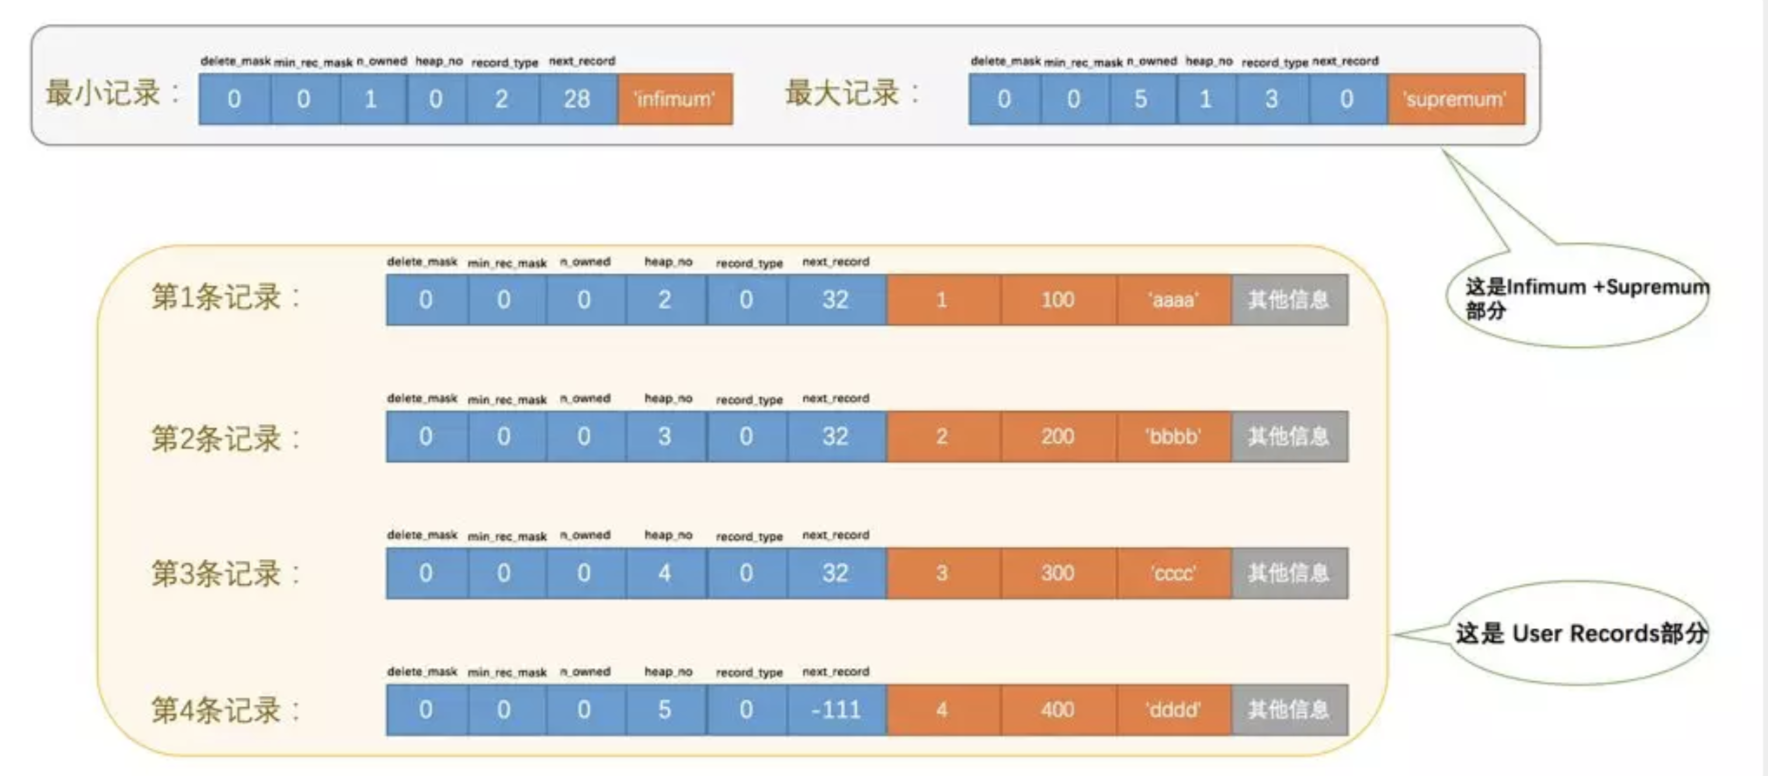 delete_mask min_rec_mask n_owned heap_no record_type next_record
最小记录： 0 0 1 0 2 28 'infimum'
delete_mask min_rec_mask n_owned heap_no record_type next_record
最大记录： 0 0 5 1 3 0 'supremum'
这是Infimum +Supremum
部分
delete_mask min_rec_mask n_owned heap_no record_type next_record
第1条记录： 0 0 0 2 0 32 1 100 'aaaa' 其他信息
delete_mask min_rec_mask n_owned heap_no record_type next_record
第2条记录： 0 0 0 3 0 32 2 200 'bbbb' 其他信息
delete_mask min_rec_mask n_owned heap_no record_type next_record
第3条记录： 0 0 0 4 0 32 3 300 'cccc' 其他信息
这是 User Records部分
delete_mask min_rec_mask n_owned heap_no record_type next_record
第4条记录： 0 0 0 5 0 -111 4 400 'dddd' 其他信息